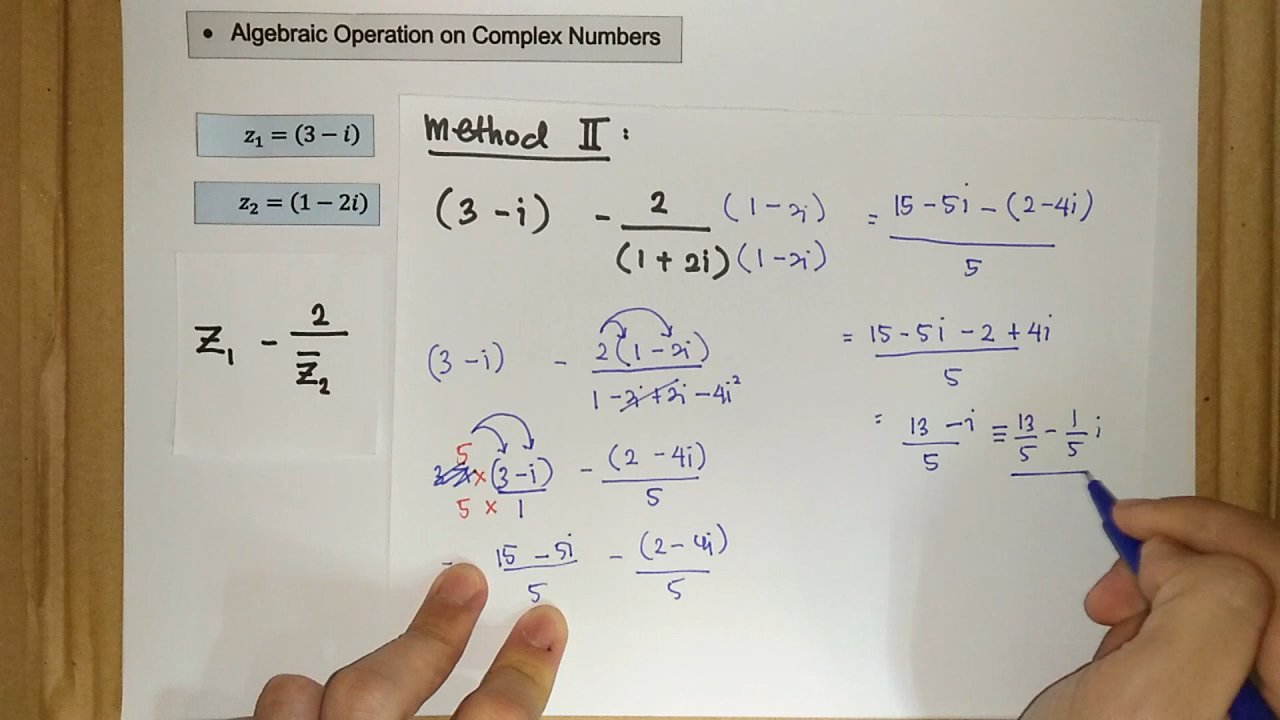 • Algebraic Operation on Complex Numbers
z₁ = (3 − i)
z₂ = (1 − 2i)
Z₁ - 2/Z̅₂
Method II :
(3 - i) - 2/(1 + 2i) (1-2i)/(1-2i)
(3 - i) - 2(1 - 2i)/1-2i+2i-4i²
5 x (3-i)/5 x 1 - (2 - 4i)/5
= 15 - 5i/5 - (2 - 4i)/5
= 15 - 5i - (2-4i)/5
= 15 - 5i - 2 + 4i/5
= 13 - i/5 ≡ 13/5 - 1/5 i